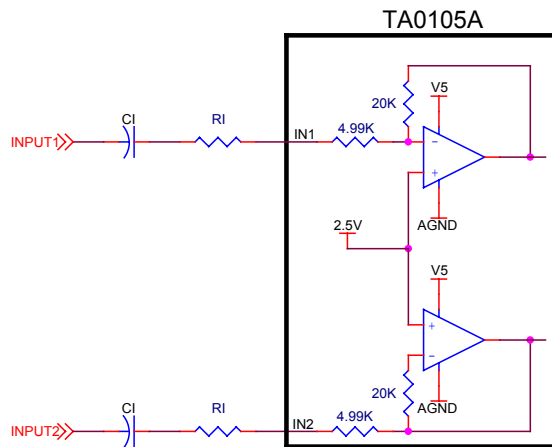 TA0105A
V5
CI
RI
20K
INPUT1
IN1
4.99K
AGND
2.5V
V5
CI
RI
20K
AGND
INPUT2
IN2
4.99K